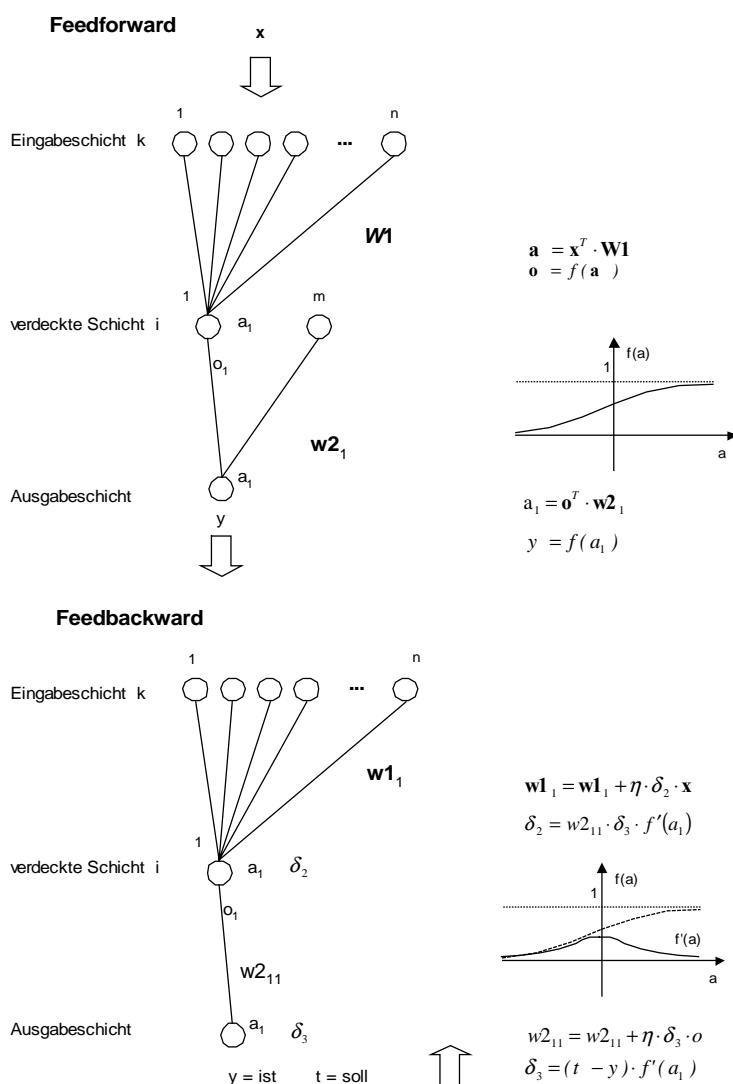 Feedforward
x
1 n
Eingabeschicht k ...
W1
a = x^T · W1
o = f(a)
1 m
verdeckte Schicht i a₁
o₁
f(a)
1
a
w2₁
Ausgabeschicht a₁
y
a₁ = o^T · w2₁
y = f(a₁)
Feedbackward
1 n
Eingabeschicht k ...
w1₁
w1₁ = w1₁ + η · δ₂ · x
δ₂ = w2₁₁ · δ₃ · f′(a₁)
1
verdeckte Schicht i a₁ δ₂
o₁
f(a)
1
f'(a)
a
w2₁₁
Ausgabeschicht a₁ δ₃
w2₁₁ = w2₁₁ + η · δ₃ · o
δ₃ = (t − y) · f′(a₁)
y = ist t = soll